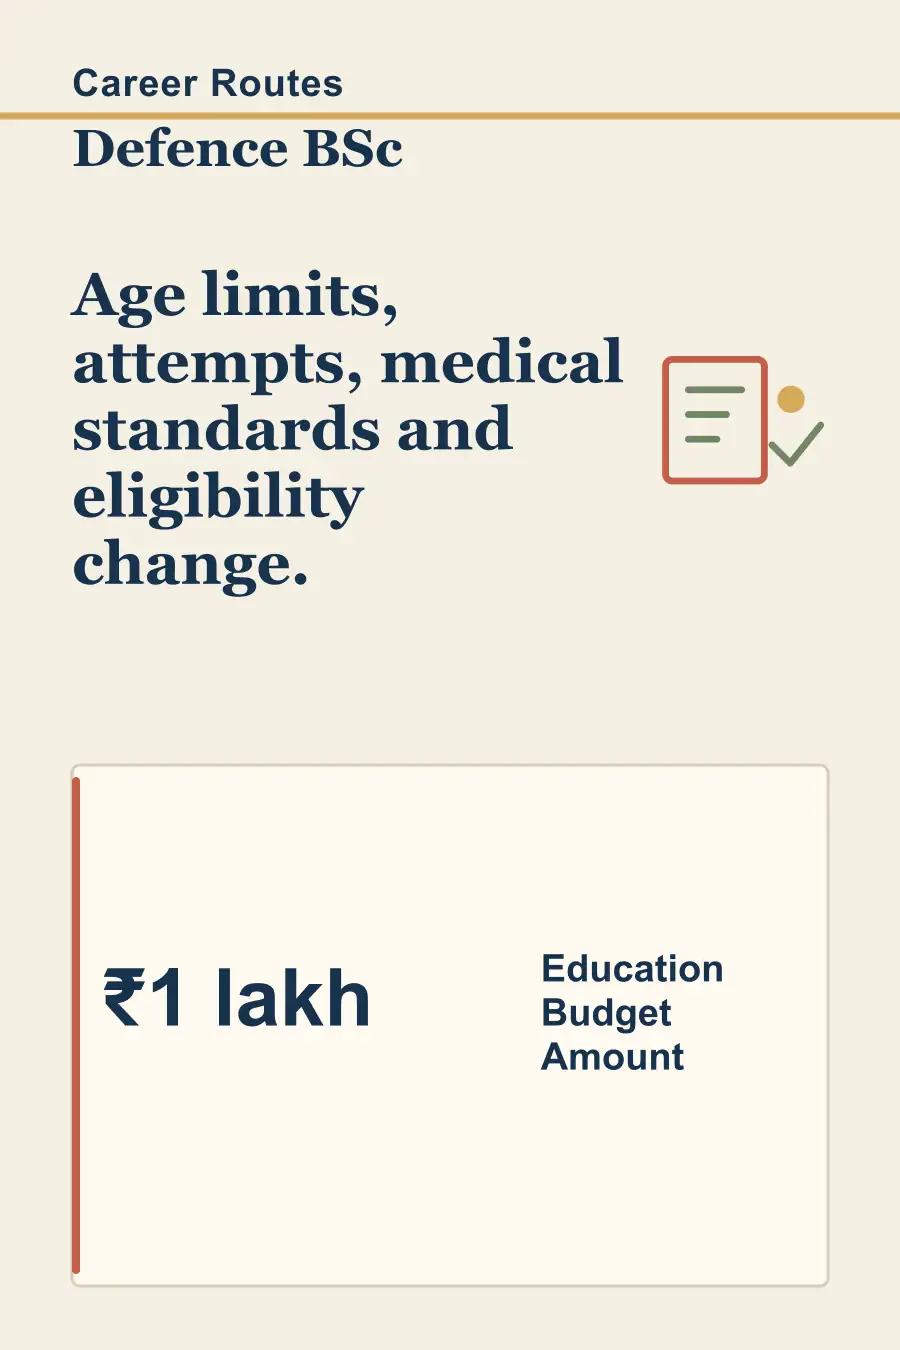 Career Routes
Defence BSc
Age limits,
attempts, medical
standards and
eligibility
change.
₹1 lakh
Education
Budget
Amount